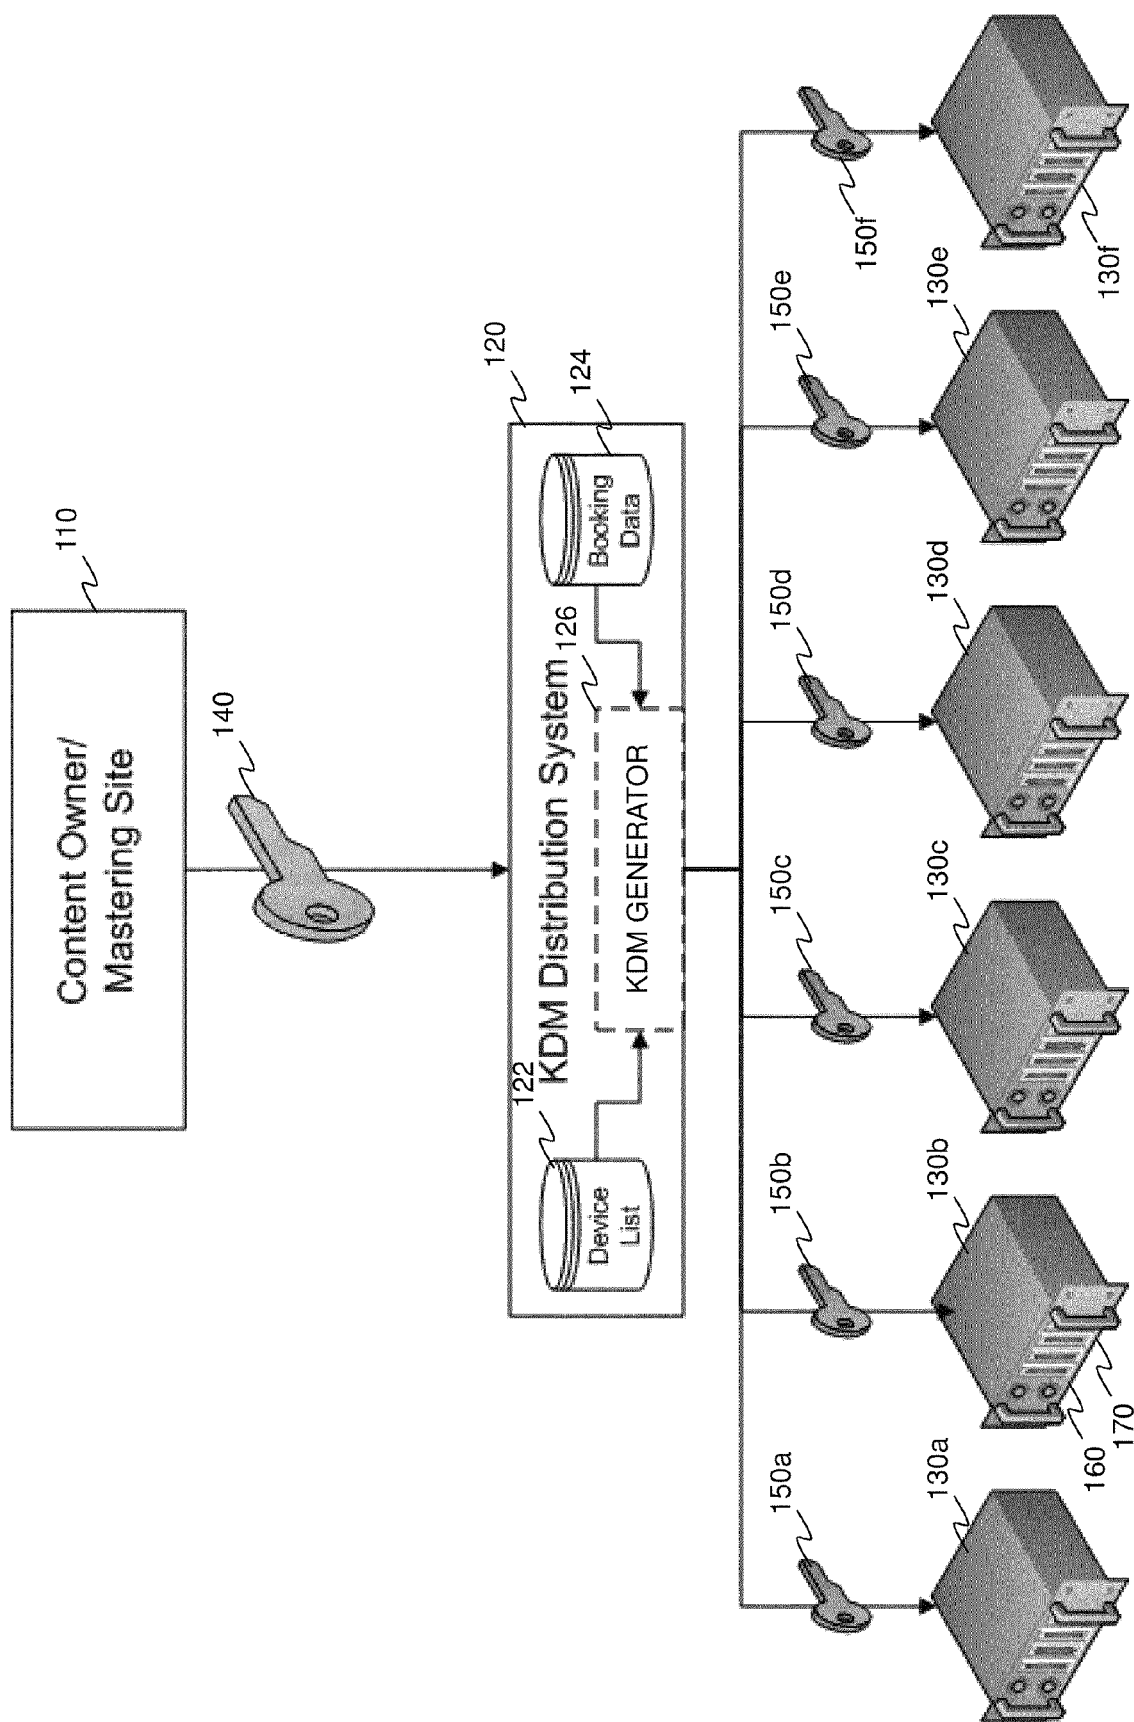 Content Owner/
Mastering Site
110
140
120
KDM Distribution System
122
Device
List
126
KDM GENERATOR
124
Booking
Data
150a
150b
150c
150d
150e
150f
130a
130b
130c
130d
130e
130f
160
170